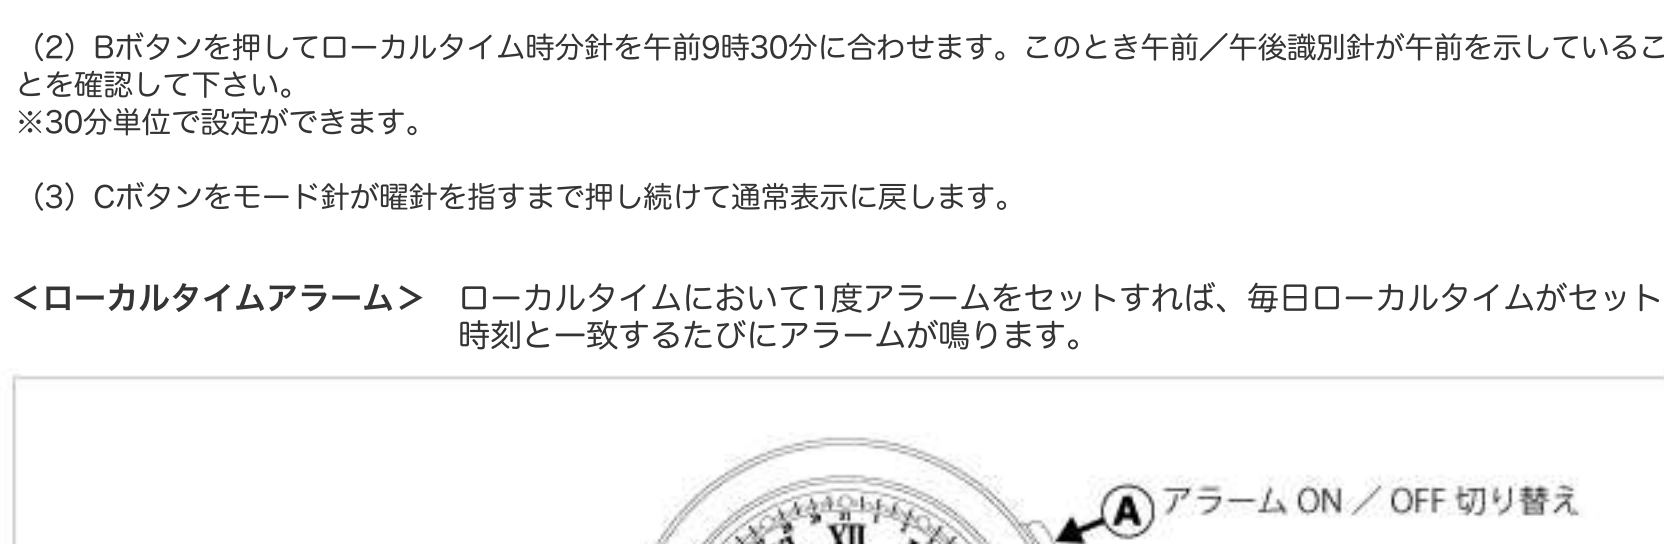 （2）Bボタンを押してローカルタイム時分針を午前9時30分に合わせます。このとき午前／午後識別針が午前を示しているこ
とを確認して下さい。
※30分単位で設定ができます。
（3）Cボタンをモード針が曜針を指すまで押し続けて通常表示に戻します。
＜ローカルタイムアラーム＞ ローカルタイムにおいて1度アラームをセットすれば、毎日ローカルタイムがセット
時刻と一致するたびにアラームが鳴ります。
A アラーム ON ／ OFF 切り替え
XII